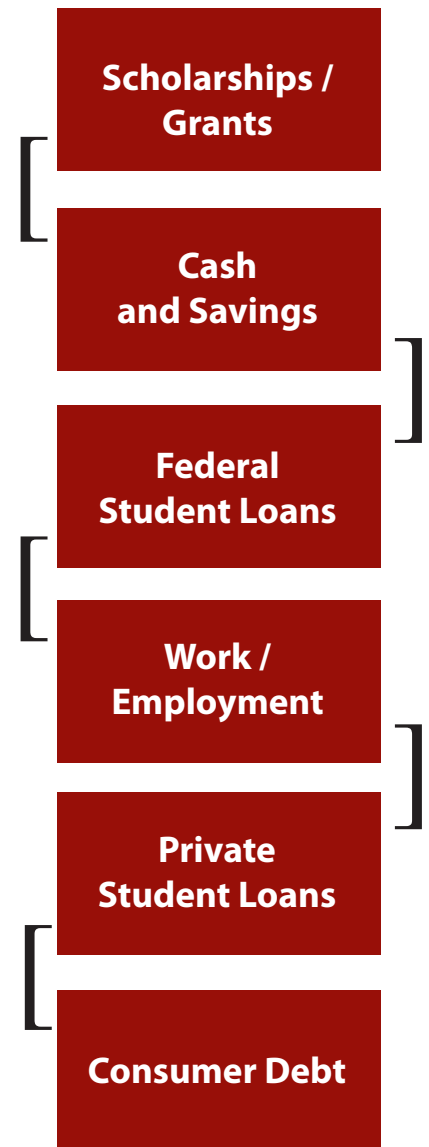 Scholarships /
Grants
Cash
and Savings
Federal
Student Loans
Work /
Employment
Private
Student Loans
Consumer Debt